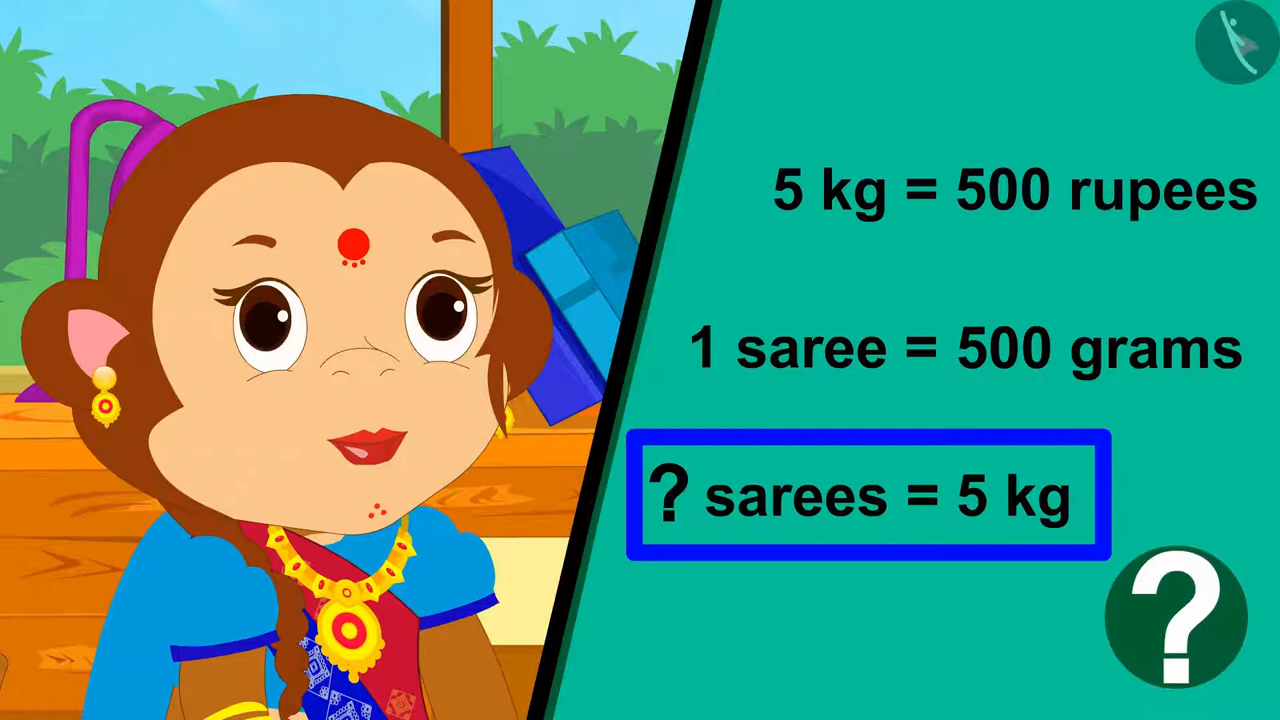 5 kg = 500 rupees
1 saree = 500 grams
? sarees = 5 kg
?